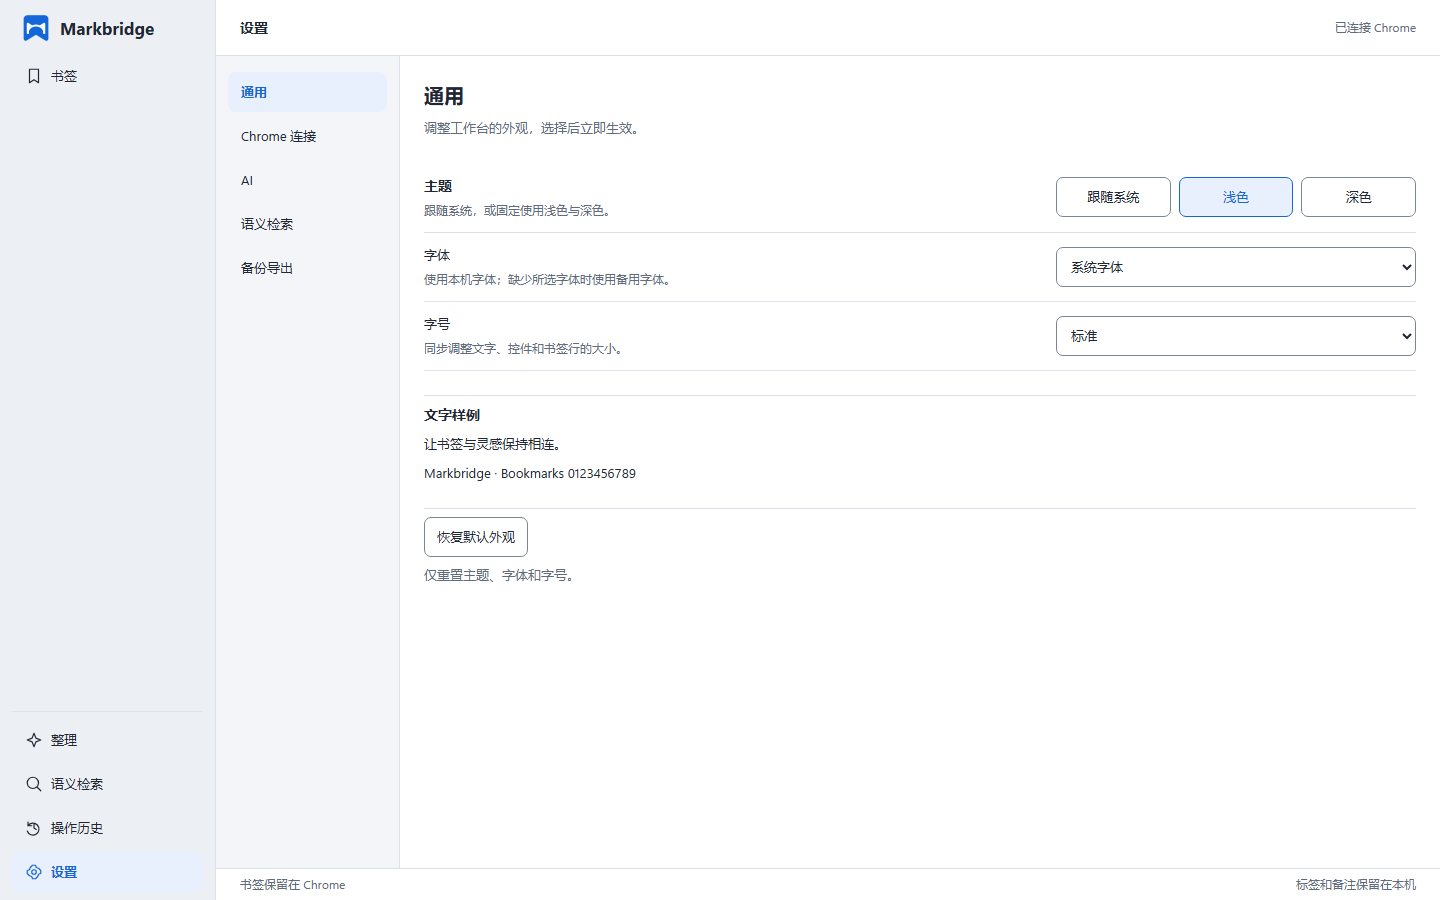 Markbridge
书签
整理
语义检索
操作历史
设置
设置
已连接 Chrome
通用
Chrome 连接
AI
语义检索
备份导出
通用
调整工作台的外观，选择后立即生效。
主题
跟随系统，或固定使用浅色与深色。
跟随系统
浅色
深色
字体
使用本机字体；缺少所选字体时使用备用字体。
系统字体
字号
同步调整文字、控件和书签行的大小。
标准
文字样例
让书签与灵感保持相连。
Markbridge · Bookmarks 0123456789
恢复默认外观
仅重置主题、字体和字号。
书签保留在 Chrome
标签和备注保留在本机